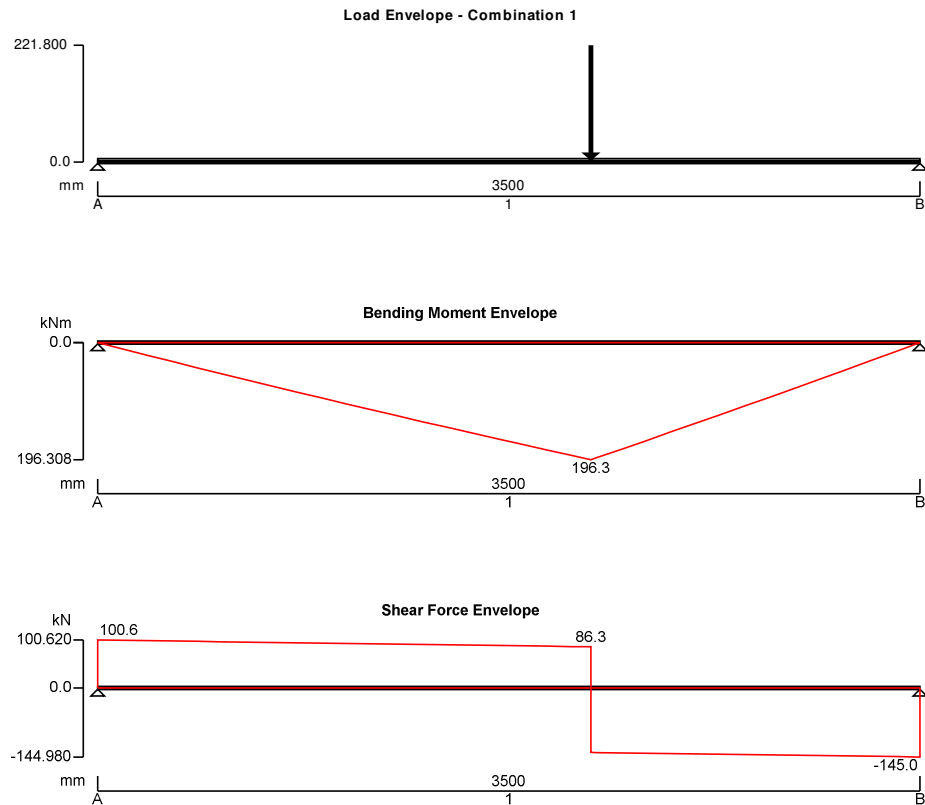 Load Envelope - Combination 1
221.800
0.0
mm
3500
A
1
B
Bending Moment Envelope
kNm
0.0
196.308
196.3
mm
3500
A
1
B
Shear Force Envelope
kN
100.620
100.6
86.3
0.0
-144.980
-145.0
mm
3500
A
1
B